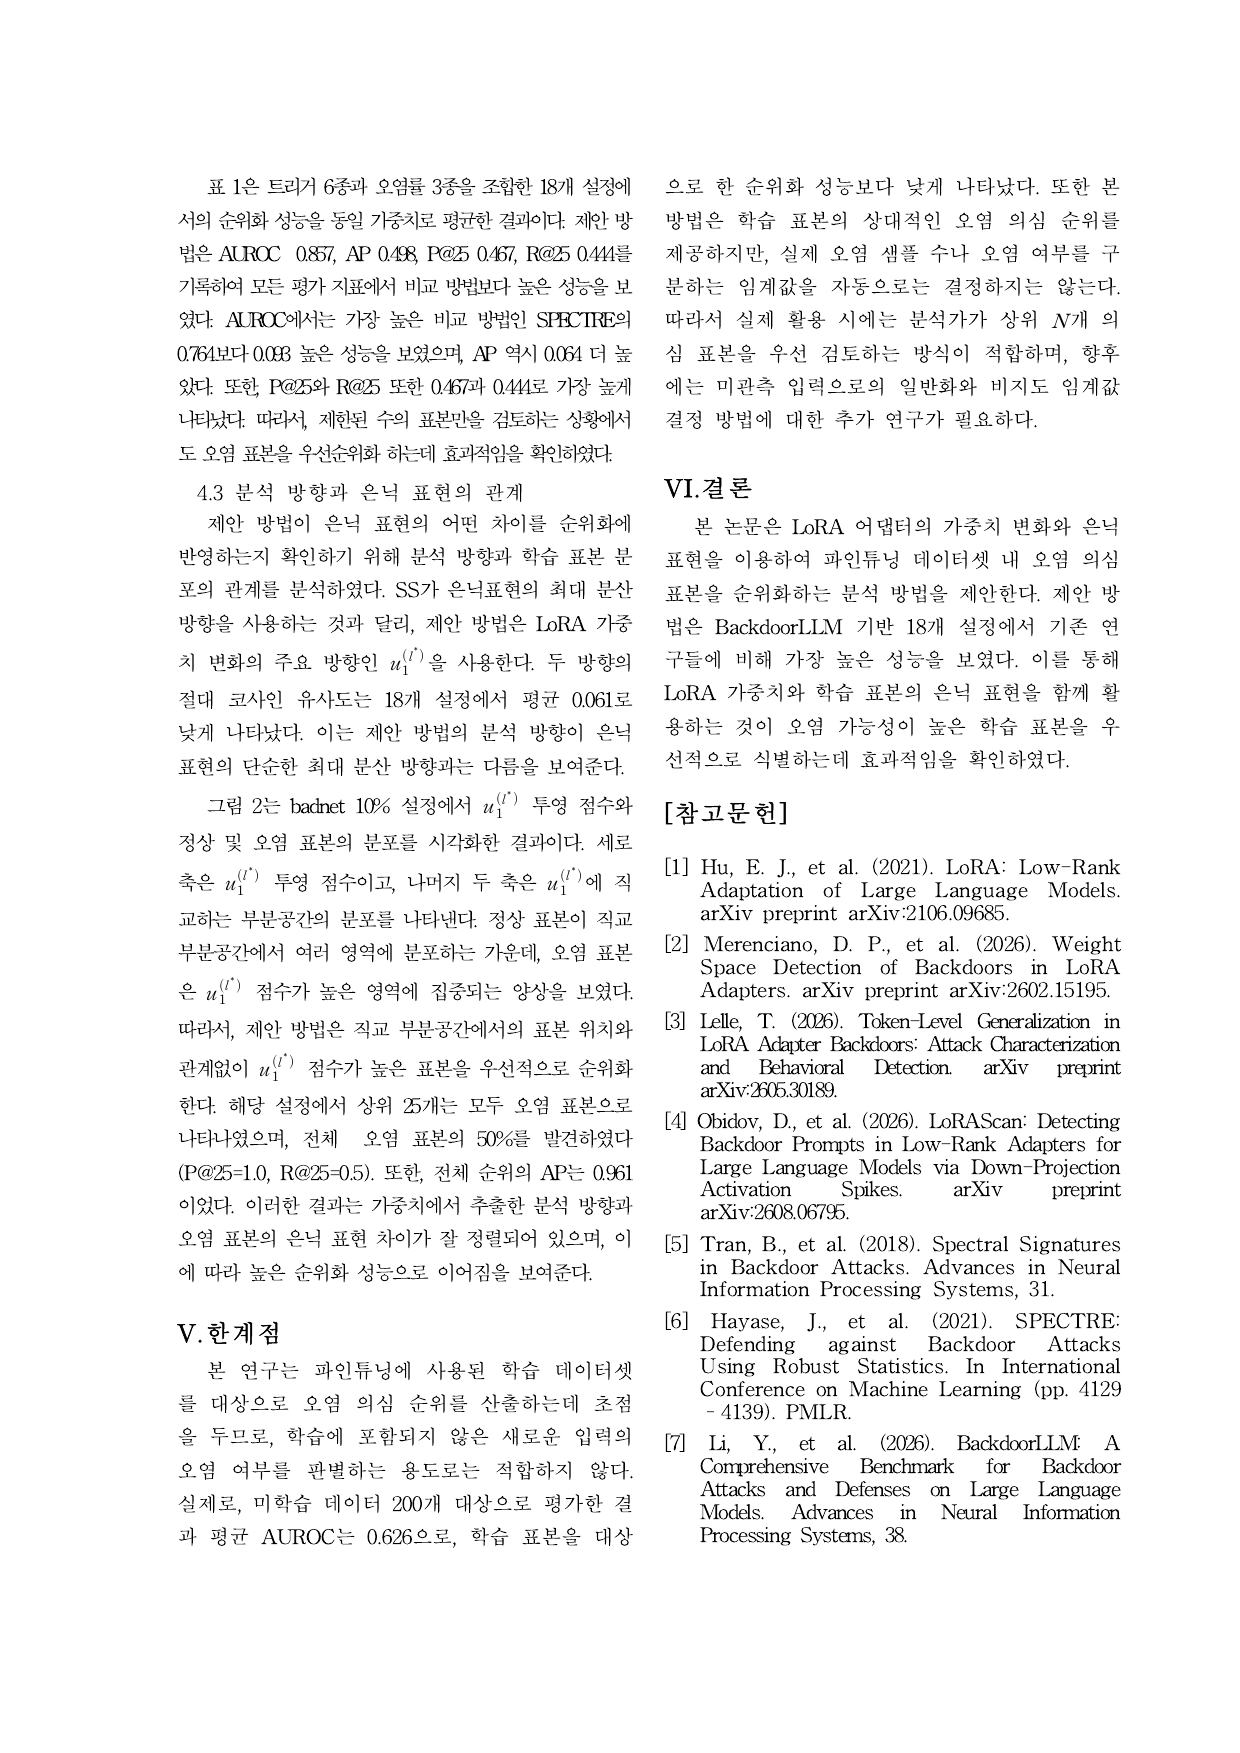 표 1은 트리거 6종과 오염률 3종을 조합한 18개 설정에
서의 순위화 성능을 동일 가중치로 평균한 결과이다. 제안 방
법은 AUROC 0.857, AP 0.498, P@25 0.467, R@25 0.444를
기록하여 모든 평가 지표에서 비교 방법보다 높은 성능을 보
였다. AUROC에서는 가장 높은 비교 방법인 SPECTRE의
0.764보다 0.093 높은 성능을 보였으며, AP 역시 0.064 더 높
았다. 또한, P@25와 R@25 또한 0.467과 0.444로 가장 높게
나타났다. 따라서, 제한된 수의 표본만을 검토하는 상황에서
도 오염 표본을 우선순위화 하는데 효과적임을 확인하였다.
4.3 분석 방향과 은닉 표현의 관계
제안 방법이 은닉 표현의 어떤 차이를 순위화에
반영하는지 확인하기 위해 분석 방향과 학습 표본 분
포의 관계를 분석하였다. SS가 은닉표현의 최대 분산
방향을 사용하는 것과 달리, 제안 방법은 LoRA 가중
치 변화의 주요 방향인 $u_1^{(l^*)}$을 사용한다. 두 방향의
절대 코사인 유사도는 18개 설정에서 평균 0.061로
낮게 나타났다. 이는 제안 방법의 분석 방향이 은닉
표현의 단순한 최대 분산 방향과는 다름을 보여준다.
그림 2는 badnet 10% 설정에서 $u_1^{(l^*)}$ 투영 점수와
정상 및 오염 표본의 분포를 시각화한 결과이다. 세로
축은 $u_1^{(l^*)}$ 투영 점수이고, 나머지 두 축은 $u_1^{(l^*)}$에 직
교하는 부분공간의 분포를 나타낸다. 정상 표본이 직교
부분공간에서 여러 영역에 분포하는 가운데, 오염 표본
은 $u_1^{(l^*)}$ 점수가 높은 영역에 집중되는 양상을 보였다.
따라서, 제안 방법은 직교 부분공간에서의 표본 위치와
관계없이 $u_1^{(l^*)}$ 점수가 높은 표본을 우선적으로 순위화
한다. 해당 설정에서 상위 25개는 모두 오염 표본으로
나타나였으며, 전체 오염 표본의 50%를 발견하였다
(P@25=1.0, R@25=0.5). 또한, 전체 순위의 AP는 0.961
이었다. 이러한 결과는 가중치에서 추출한 분석 방향과
오염 표본의 은닉 표현 차이가 잘 정렬되어 있으며, 이
에 따라 높은 순위화 성능으로 이어짐을 보여준다.
V.한계점
본 연구는 파인튜닝에 사용된 학습 데이터셋
를 대상으로 오염 의심 순위를 산출하는데 초점
을 두므로, 학습에 포함되지 않은 새로운 입력의
오염 여부를 판별하는 용도로는 적합하지 않다.
실제로, 미학습 데이터 200개 대상으로 평가한 결
과 평균 AUROC는 0.626으로, 학습 표본을 대상
으로 한 순위화 성능보다 낮게 나타났다. 또한 본
방법은 학습 표본의 상대적인 오염 의심 순위를
제공하지만, 실제 오염 샘플 수나 오염 여부를 구
분하는 임계값을 자동으로는 결정하지는 않는다.
따라서 실제 활용 시에는 분석가가 상위 N개 의
심 표본을 우선 검토하는 방식이 적합하며, 향후
에는 미관측 입력으로의 일반화와 비지도 임계값
결정 방법에 대한 추가 연구가 필요하다.
VI.결론
본 논문은 LoRA 어댑터의 가중치 변화와 은닉
표현을 이용하여 파인튜닝 데이터셋 내 오염 의심
표본을 순위화하는 분석 방법을 제안한다. 제안 방
법은 BackdoorLLM 기반 18개 설정에서 기존 연
구들에 비해 가장 높은 성능을 보였다. 이를 통해
LoRA 가중치와 학습 표본의 은닉 표현을 함께 활
용하는 것이 오염 가능성이 높은 학습 표본을 우
선적으로 식별하는데 효과적임을 확인하였다.
[참고문헌]
[1] Hu, E. J., et al. (2021). LoRA: Low-Rank
Adaptation of Large Language Models.
arXiv preprint arXiv:2106.09685.
[2] Merenciano, D. P., et al. (2026). Weight
Space Detection of Backdoors in LoRA
Adapters. arXiv preprint arXiv:2602.15195.
[3] Lelle, T. (2026). Token-Level Generalization in
LoRA Adapter Backdoors: Attack Characterization
and Behavioral Detection. arXiv preprint
arXiv:2605.30189.
[4] Obidov, D., et al. (2026). LoRAScan: Detecting
Backdoor Prompts in Low-Rank Adapters for
Large Language Models via Down-Projection
Activation Spikes. arXiv preprint
arXiv:2608.06795.
[5] Tran, B., et al. (2018). Spectral Signatures
in Backdoor Attacks. Advances in Neural
Information Processing Systems, 31.
[6] Hayase, J., et al. (2021). SPECTRE:
Defending against Backdoor Attacks
Using Robust Statistics. In International
Conference on Machine Learning (pp. 4129
– 4139). PMLR.
[7] Li, Y., et al. (2026). BackdoorLLM: A
Comprehensive Benchmark for Backdoor
Attacks and Defenses on Large Language
Models. Advances in Neural Information
Processing Systems, 38.